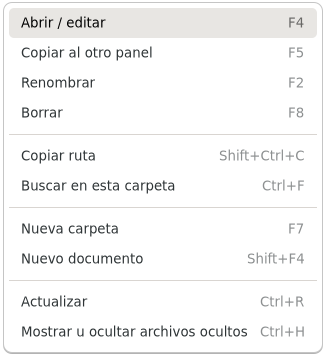 Abrir / editar F4
Copiar al otro panel F5
Renombrar F2
Borrar F8
Copiar ruta Shift+Ctrl+C
Buscar en esta carpeta Ctrl+F
Nueva carpeta F7
Nuevo documento Shift+F4
Actualizar Ctrl+R
Mostrar u ocultar archivos ocultos Ctrl+H